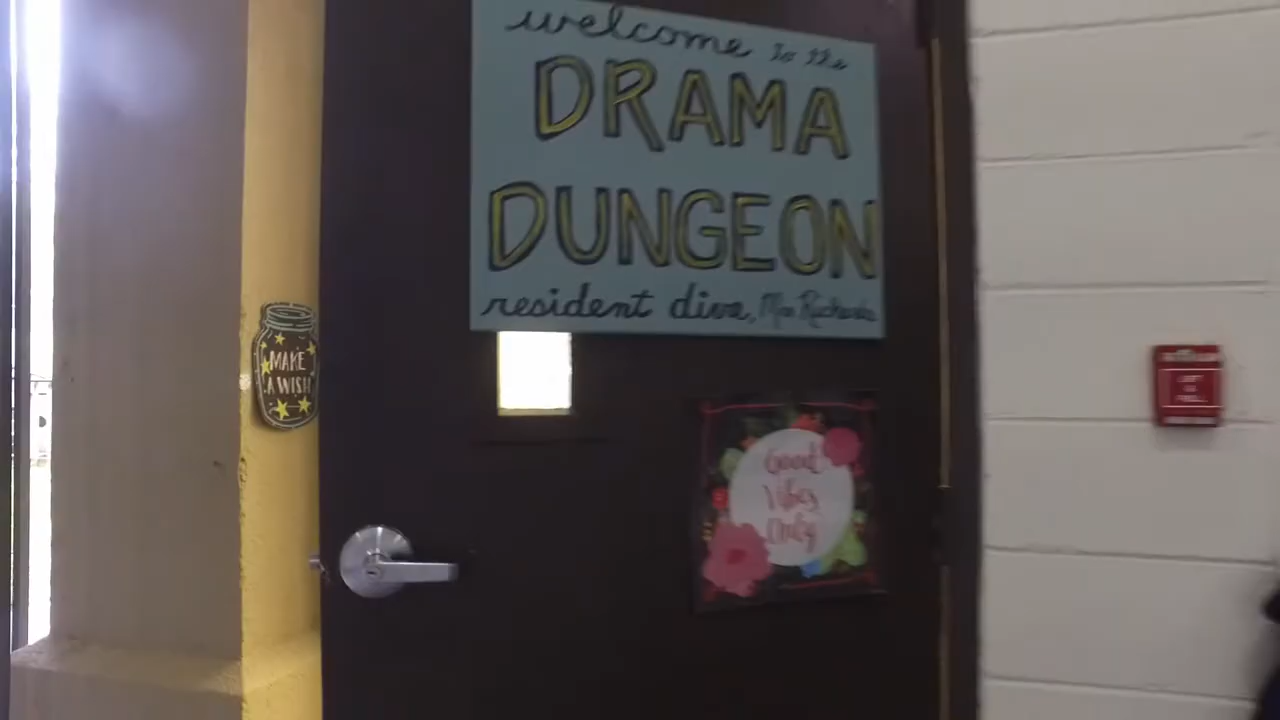 welcome to the
DRAMA
DUNGEON
resident diva,
MAKE
A WISH
Good
Vibes
Only